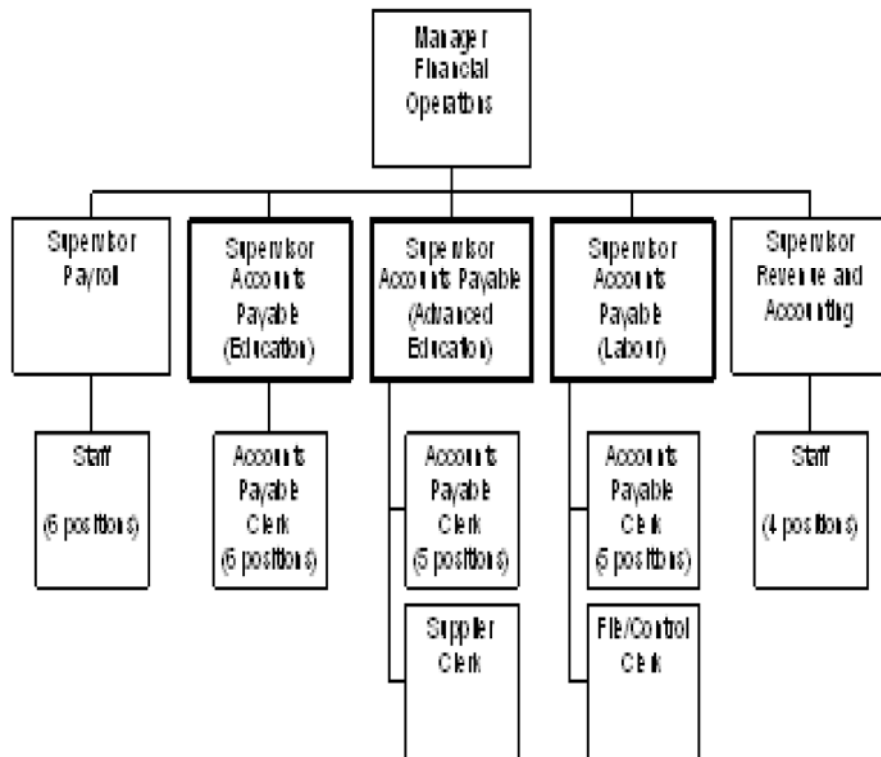 Manager
Financial
Operations
Supervisor
Payroll
Supervisor
Accounts
Payable
(Education)
Supervisor
Accounts Payable
(Advanced
Education)
Supervisor
Accounts
Payable
(Labour)
Supervisor
Revenue and
Accounting
Staff
(6 positions)
Accounts
Payable
Clerk
(6 positions)
Accounts
Payable
Clerk
(5 positions)
Accounts
Payable
Clerk
(5 positions)
Staff
(4 positions)
Supplier
Clerk
File/Control
Clerk